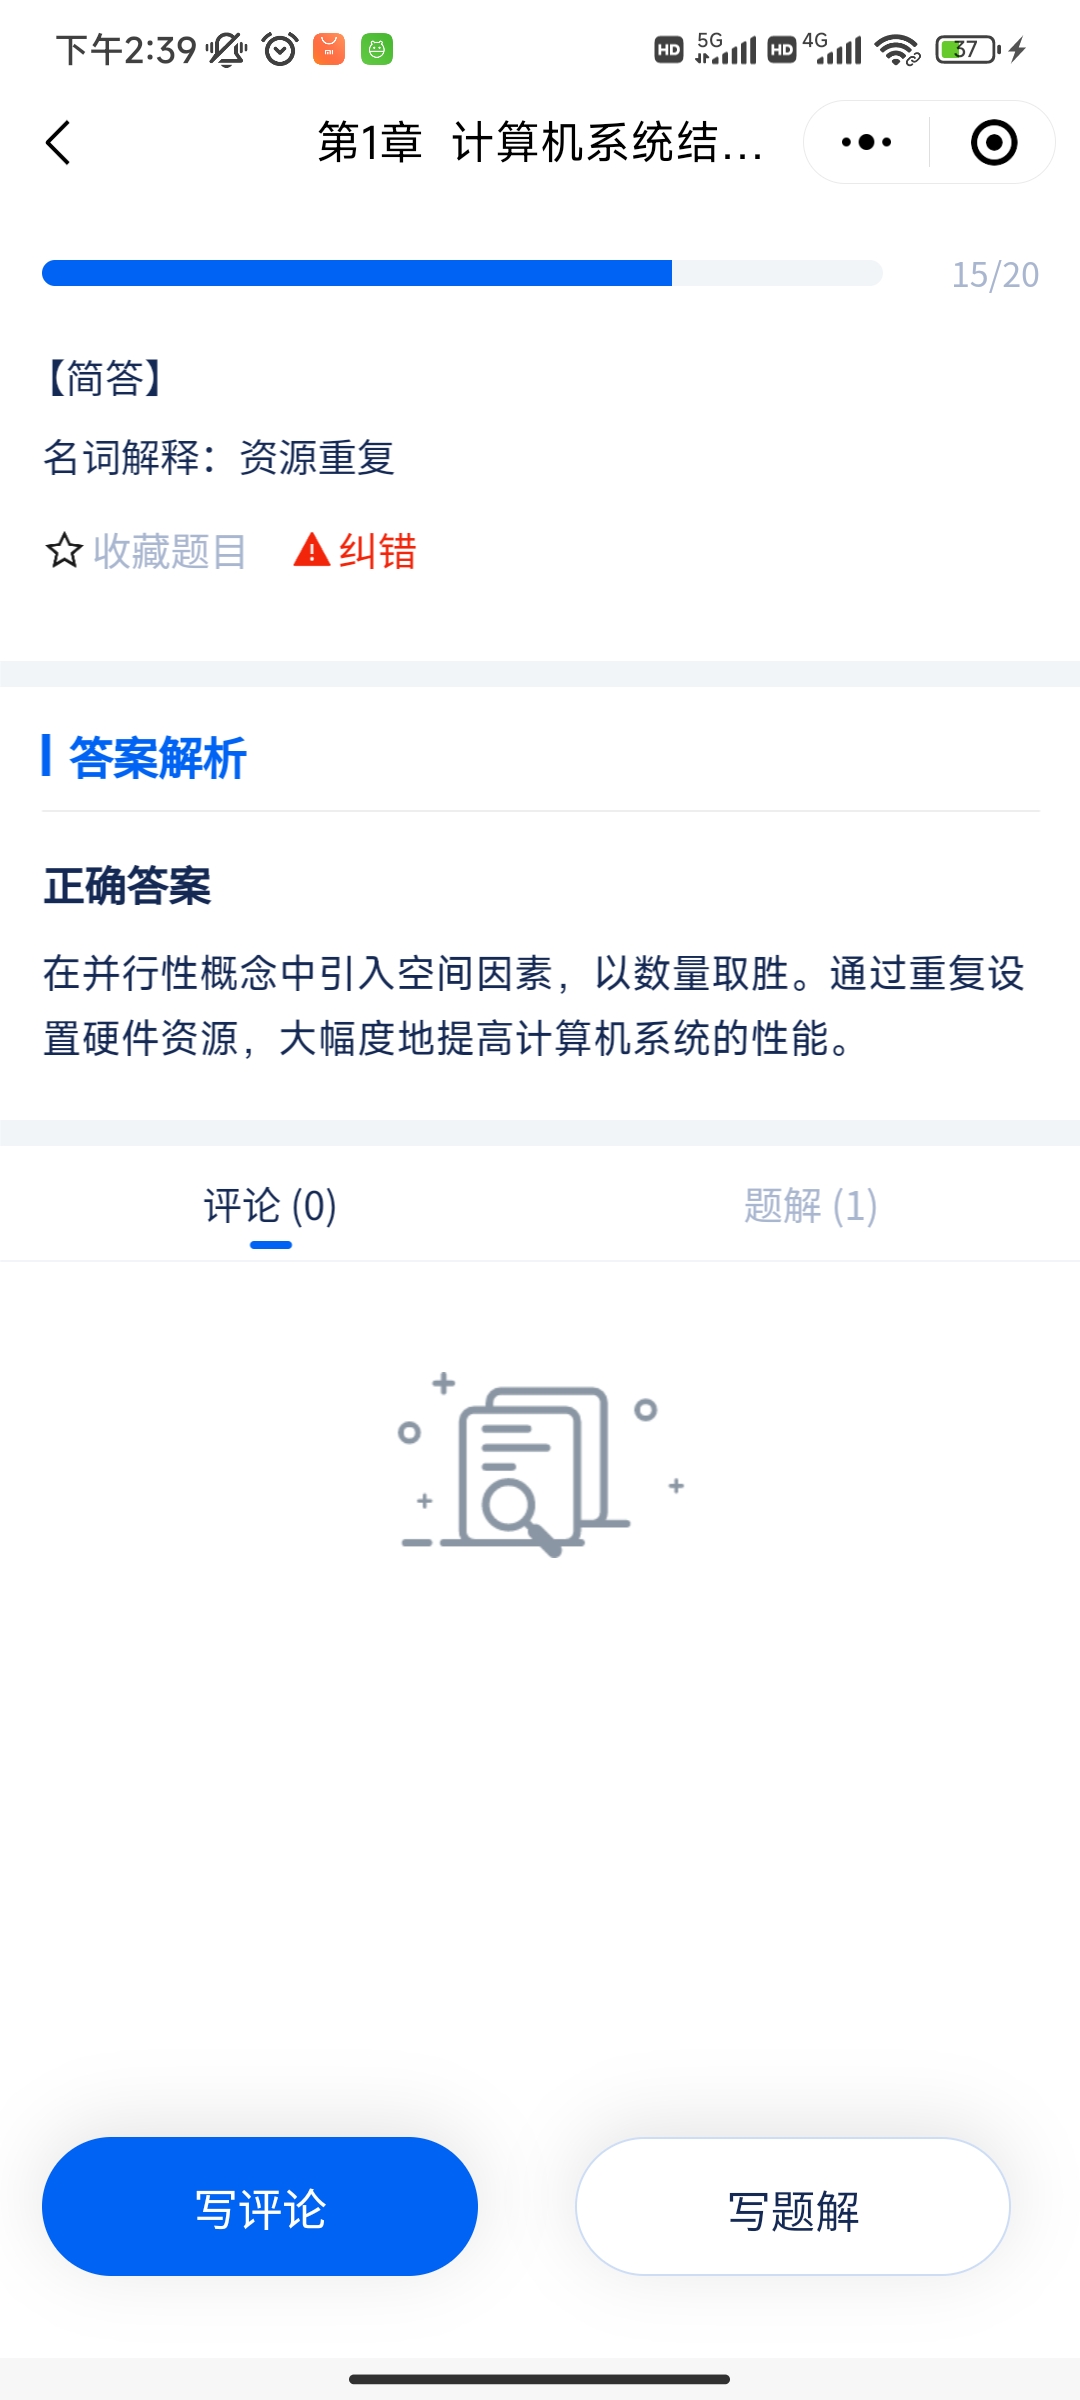 下午2:39 HD 5G HD 4G 37
第1章 计算机系统结...
15/20
【简答】
名词解释：资源重复
收藏题目 纠错
答案解析
正确答案
在并行性概念中引入空间因素，以数量取胜。通过重复设
置硬件资源，大幅度地提高计算机系统的性能。
评论 (0) 题解 (1)
写评论 写题解